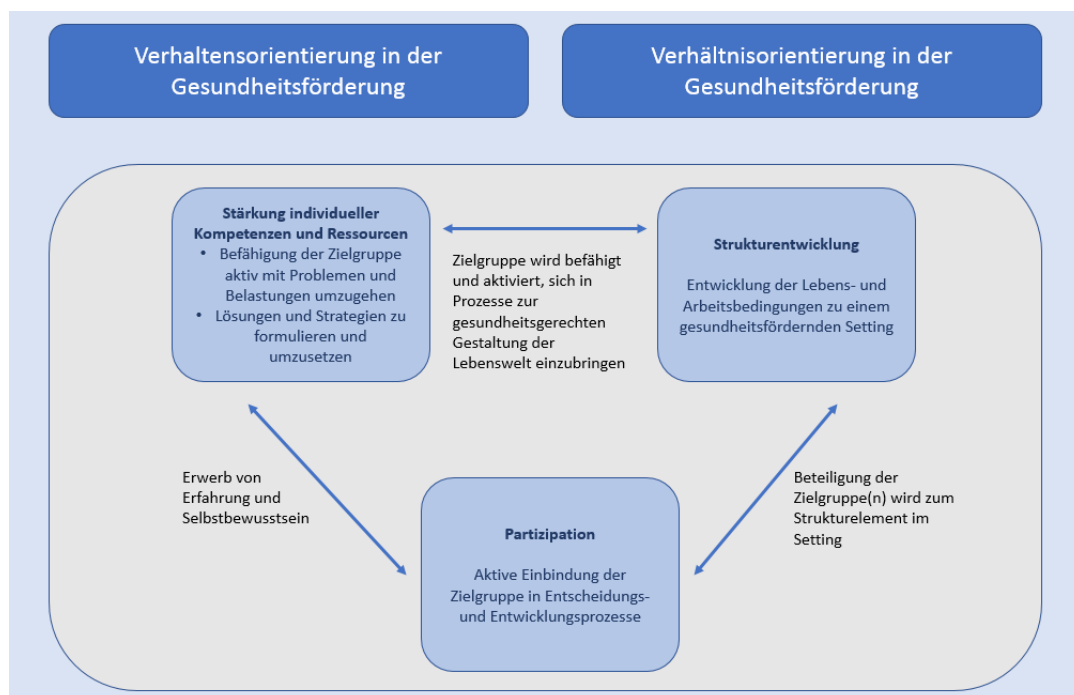 Verhaltensorientierung in der
Gesundheitsförderung
Verhältnisorientierung in der
Gesundheitsförderung
Stärkung individueller
Kompetenzen und Ressourcen
• Befähigung der Zielgruppe
aktiv mit Problemen und
Belastungen umzugehen
• Lösungen und Strategien zu
formulieren und
umzusetzen
Zielgruppe wird befähigt
und aktiviert, sich in
Prozesse zur
gesundheitsgerechten
Gestaltung der
Lebenswelt einzubringen
Strukturentwicklung
Entwicklung der Lebens- und
Arbeitsbedingungen zu einem
gesundheitsfördernden Setting
Erwerb von
Erfahrung und
Selbstbewusstsein
Partizipation
Aktive Einbindung der
Zielgruppe in Entscheidungs-
und Entwicklungsprozesse
Beteiligung der
Zielgruppe(n) wird zum
Strukturelement im
Setting